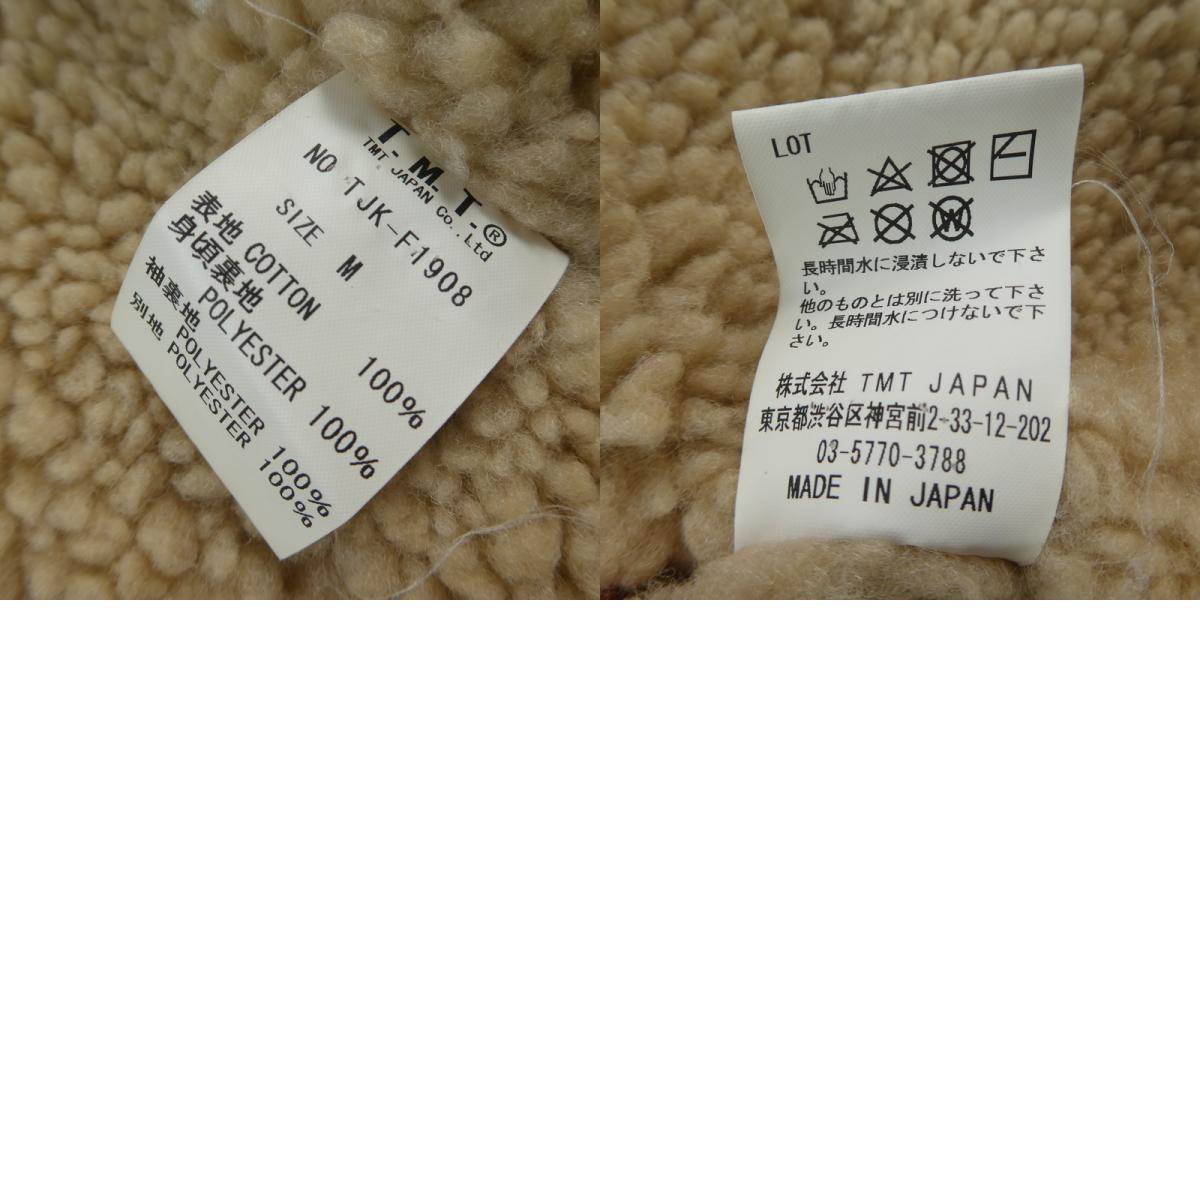 T.M.T.®
TMT JAPAN Co.,Ltd
NO TJK-F1908
SIZE M
表地 COTTON 100%
身頃裏地 POLYESTER 100%
袖裏地 POLYESTER 100%
別地 POLYESTER 100%
LOT
長時間水に浸漬しないで下さ
い。
他のものとは別に洗って下さ
い。長時間水につけないで下
さい。
株式会社 TMT JAPAN
東京都渋谷区神宮前2-33-12-202
03-5770-3788
MADE IN JAPAN